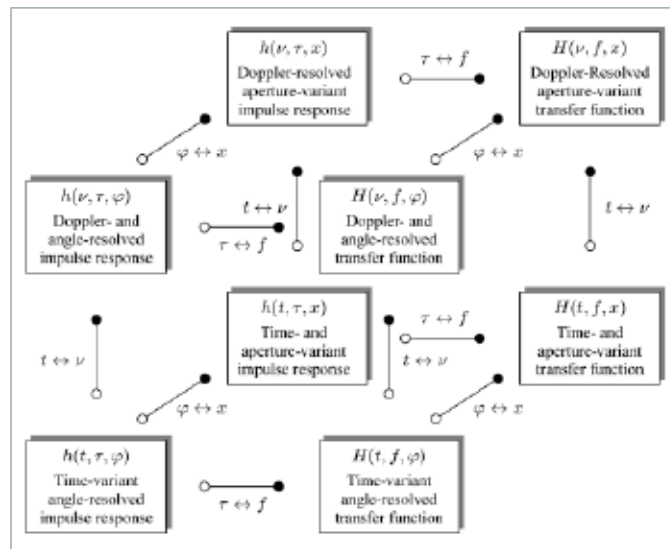 h(ν, τ, x)
Doppler-resolved
aperture-variant
impulse response
τ ↔ f
H(ν, f, x)
Doppler-Resolved
aperture-variant
transfer function
φ ↔ x
φ ↔ x
h(ν, τ, φ)
Doppler- and
angle-resolved
impulse response
τ ↔ f
t ↔ ν
H(ν, f, φ)
Doppler- and
angle-resolved
transfer function
t ↔ ν
h(t, τ, x)
Time- and
aperture-variant
impulse response
τ ↔ f
H(t, f, x)
Time- and
aperture-variant
transfer function
t ↔ ν
t ↔ ν
φ ↔ x
φ ↔ x
h(t, τ, φ)
Time-variant
angle-resolved
impulse response
τ ↔ f
H(t, f, φ)
Time-variant
angle-resolved
transfer function